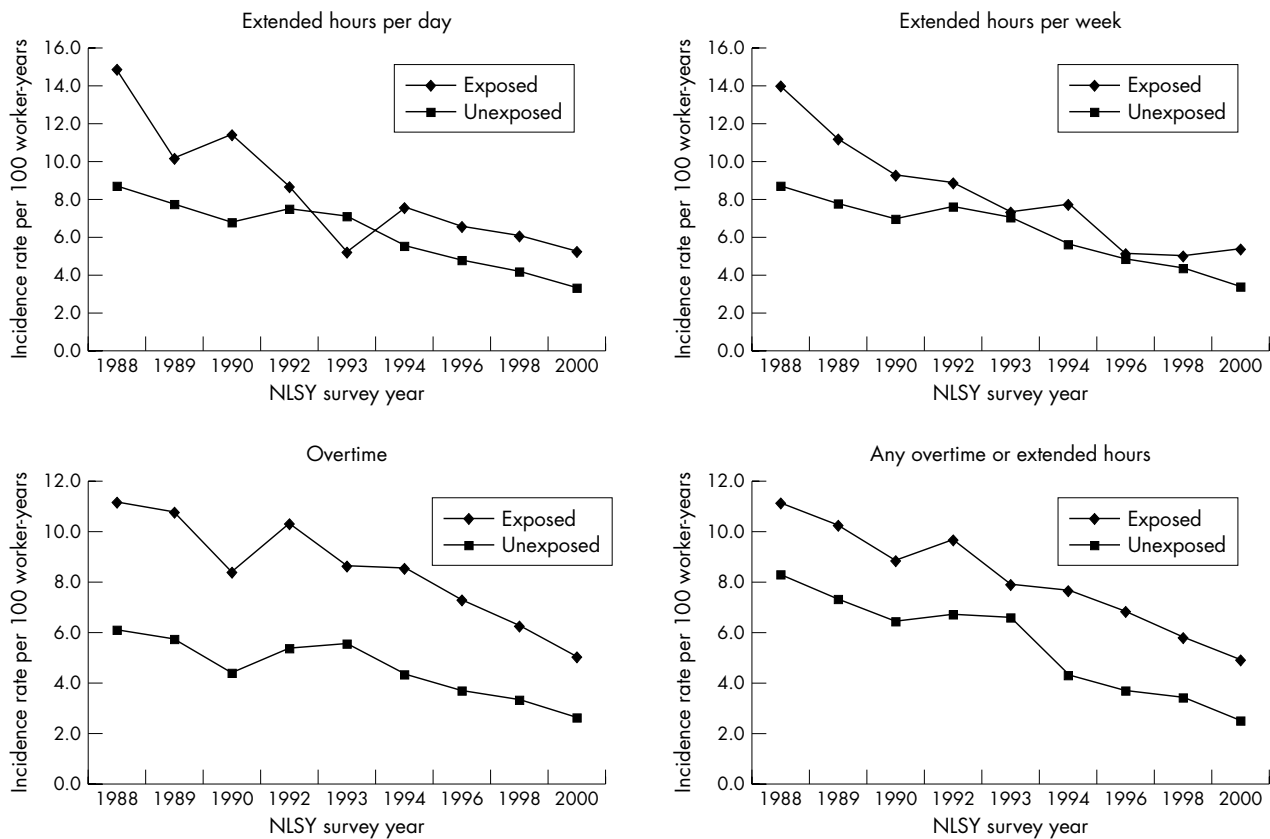 Extended hours per day
Incidence rate per 100 worker-years
16.0
14.0
12.0
10.0
8.0
6.0
4.0
2.0
0.0
Exposed
Unexposed
1988 1989 1990 1992 1993 1994 1996 1998 2000
NLSY survey year
Extended hours per week
Incidence rate per 100 worker-years
16.0
14.0
12.0
10.0
8.0
6.0
4.0
2.0
0.0
Exposed
Unexposed
1988 1989 1990 1992 1993 1994 1996 1998 2000
NLSY survey year
Overtime
Incidence rate per 100 worker-years
12.0
10.0
8.0
6.0
4.0
2.0
0.0
Exposed
Unexposed
1988 1989 1990 1992 1993 1994 1996 1998 2000
NLSY survey year
Any overtime or extended hours
Incidence rate per 100 worker-years
12.0
10.0
8.0
6.0
4.0
2.0
0.0
Exposed
Unexposed
1988 1989 1990 1992 1993 1994 1996 1998 2000
NLSY survey year